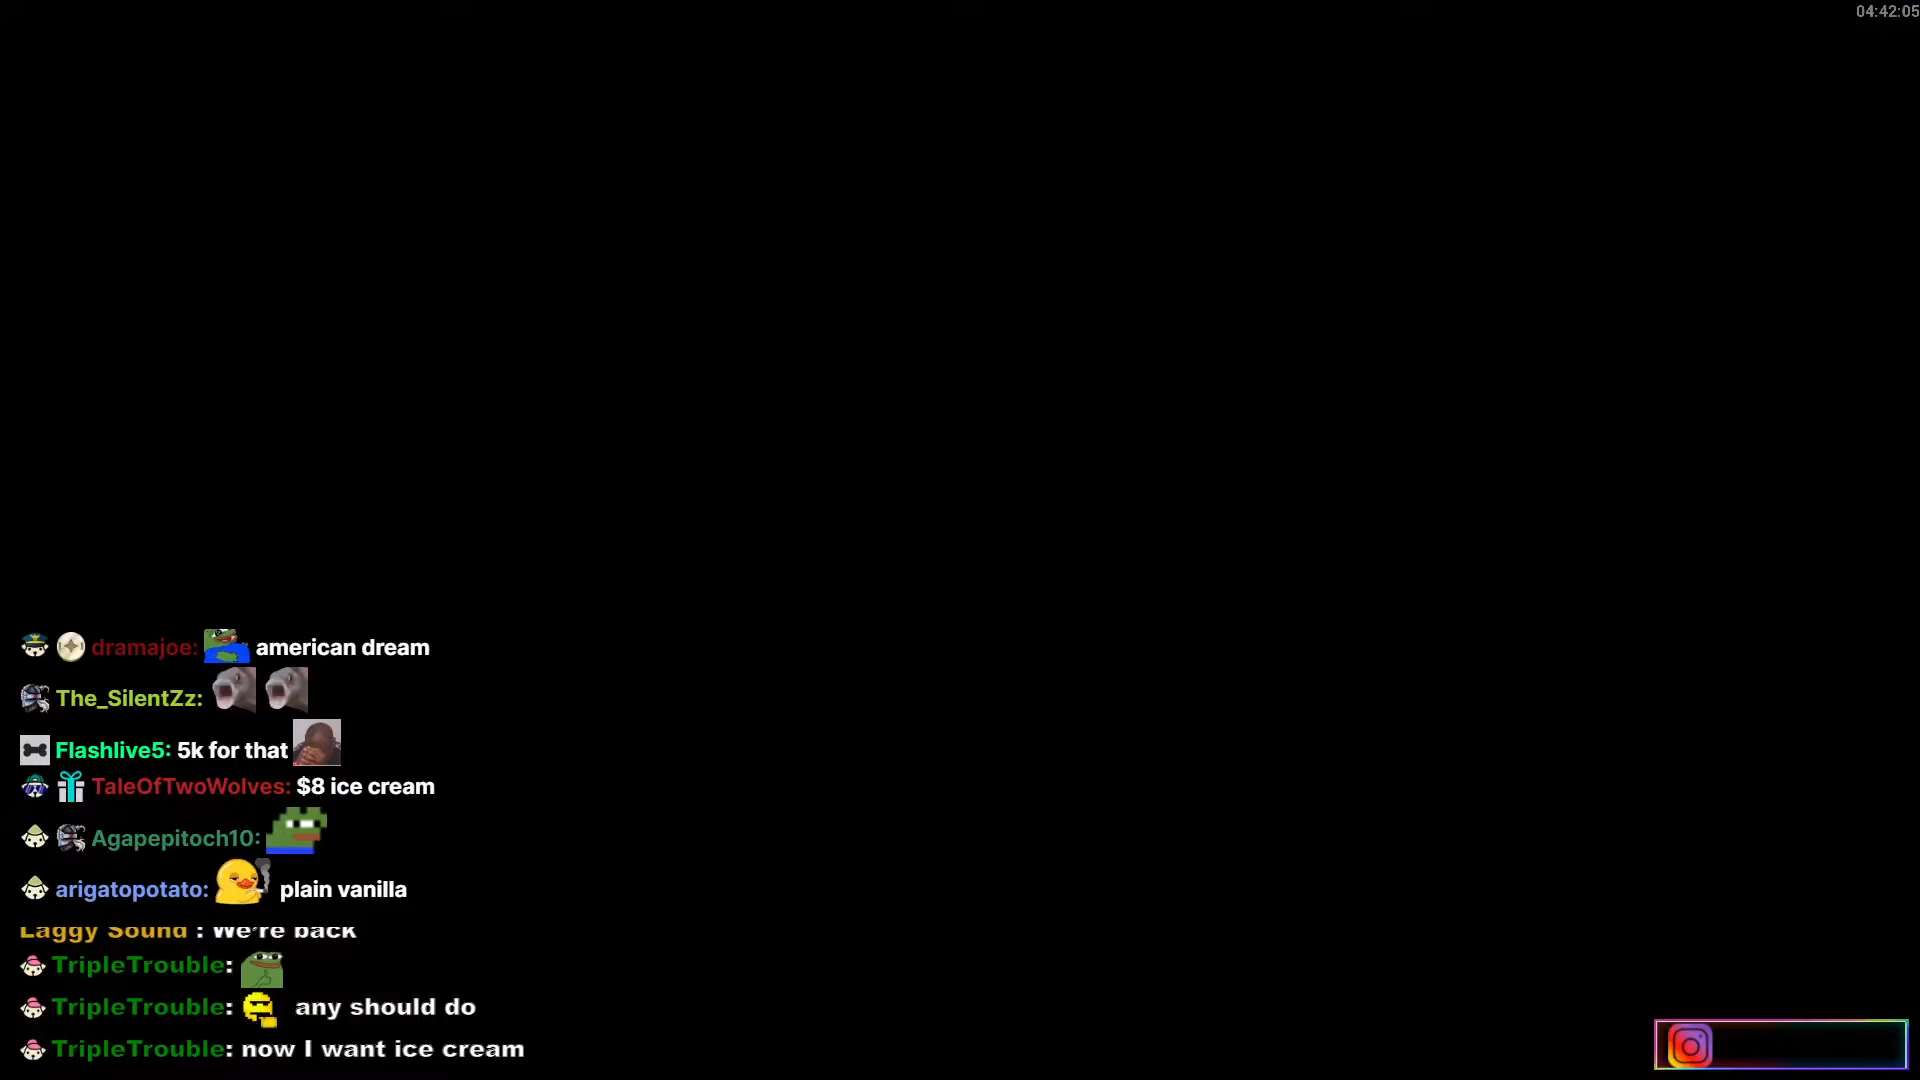 04:42:05
dramajoe: american dream
The_SilentZz:
Flashlive5: 5k for that
TaleOfTwoWolves: $8 ice cream
Agapepitoch10:
arigatopotato: plain vanilla
Laggy Sound : We're back
TripleTrouble:
TripleTrouble: any should do
TripleTrouble: now I want ice cream